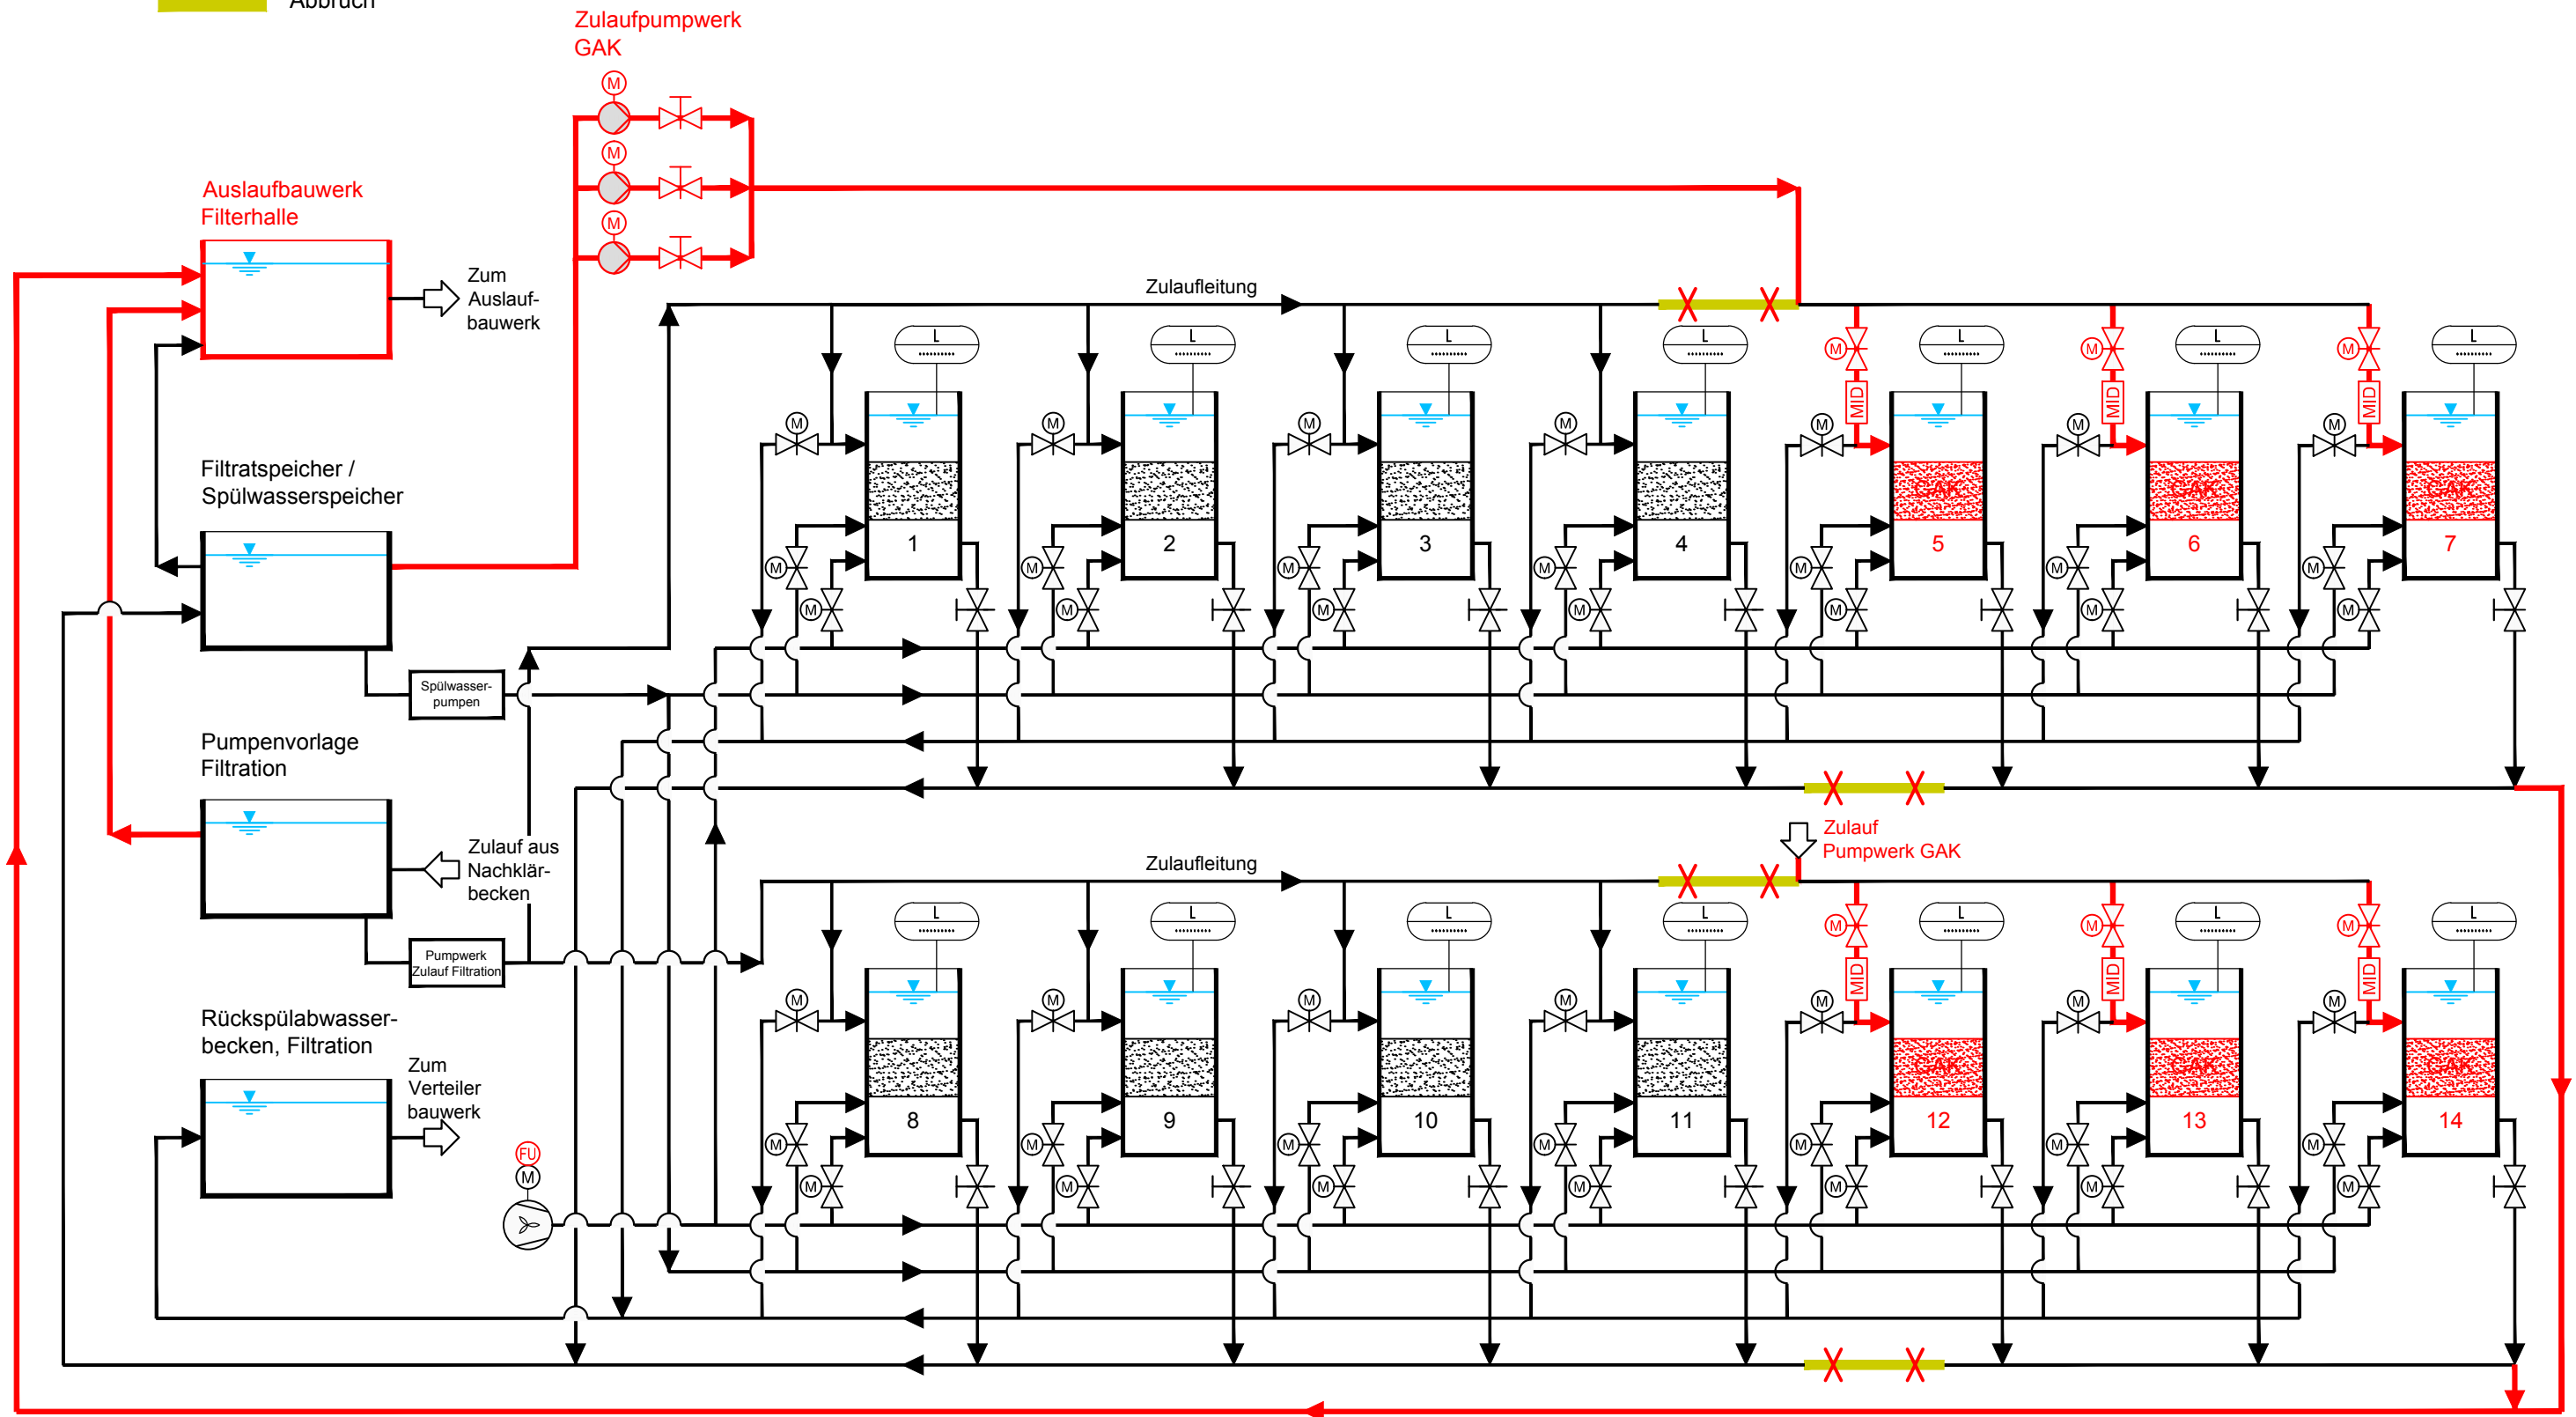 Abbruch
Zulaufpumpwerk
GAK
M
M
M
Auslaufbauwerk
Filterhalle
Zum
Auslauf-
bauwerk
Zulaufleitung
L
L
L
L
L
L
L
M
M
M
MID
MID
MID
M
M
M
M
M
M
M
Filtratspeicher /
Spülwasserspeicher
GAK
GAK
GAK
1
2
3
4
5
6
7
M
M
M
M
M
M
M
M
M
M
M
M
M
M
Spülwasser-
pumpen
Pumpenvorlage
Filtration
Zulauf aus
Nachklär-
becken
Zulauf
Pumpwerk GAK
Zulaufleitung
L
L
L
L
L
L
L
M
M
M
Pumpwerk
Zulauf Filtration
MID
MID
MID
M
M
M
M
M
M
M
Rückspülabwasser-
becken, Filtration
Zum
Verteiler
bauwerk
GAK
GAK
GAK
8
9
10
11
12
13
14
M
M
M
M
M
M
M
FU
M
M
M
M
M
M
M
M